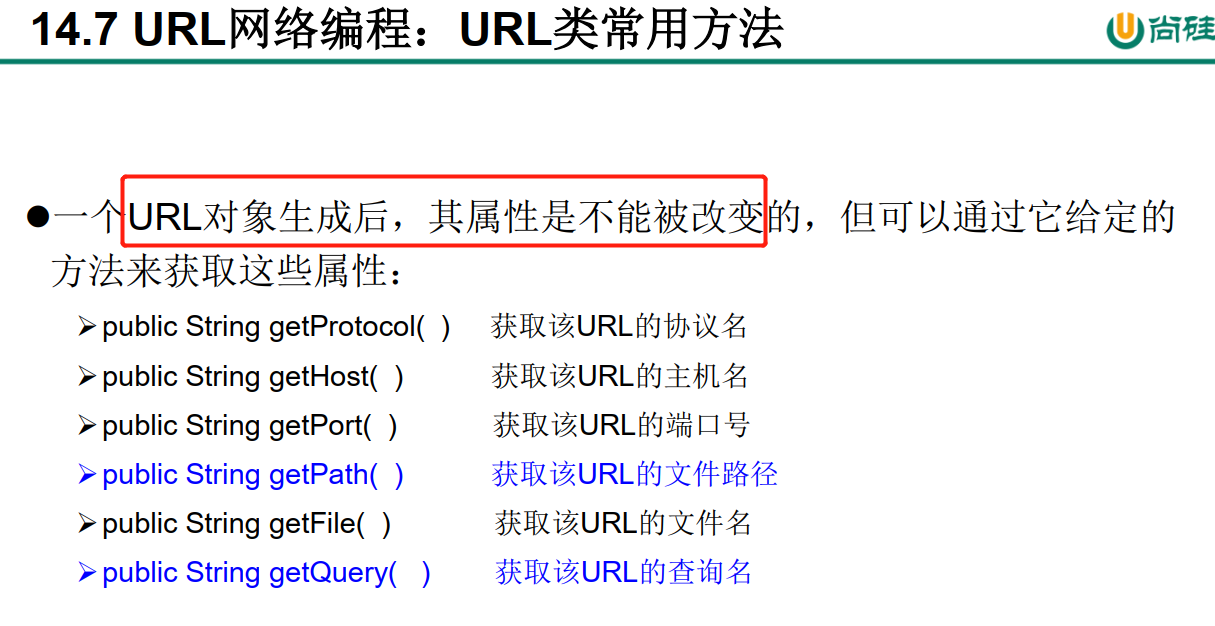 14.7 URL网络编程：URL类常用方法
尚硅
●一个URL对象生成后，其属性是不能被改变的，但可以通过它给定的
方法来获取这些属性：
➢public String getProtocol( ) 获取该URL的协议名
➢public String getHost( ) 获取该URL的主机名
➢public String getPort( ) 获取该URL的端口号
➢public String getPath( ) 获取该URL的文件路径
➢public String getFile( ) 获取该URL的文件名
➢public String getQuery( ) 获取该URL的查询名